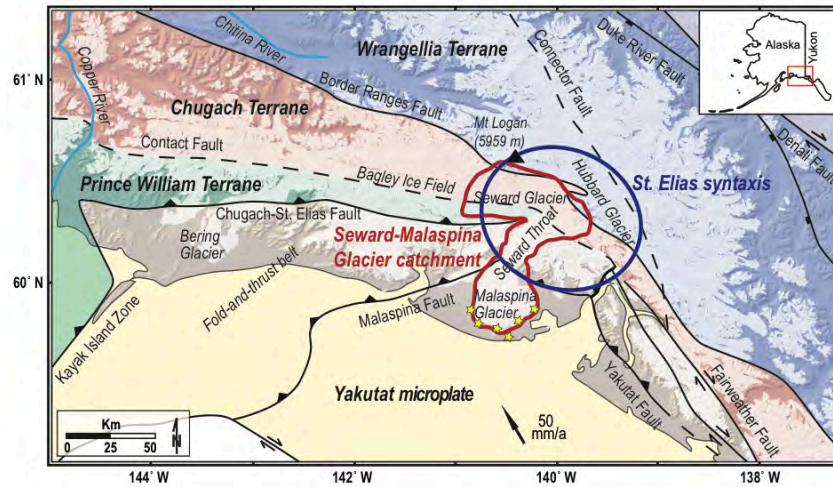 61° N
60° N
144° W
142° W
140° W
138° W
Copper River
Chitina River
Wrangellia Terrane
Connector Fault
Duke River Fault
Denali Fault
Alaska
Yukon
Border Ranges Fault
Chugach Terrane
Contact Fault
Mt Logan
(5959 m)
Bagley Ice Field
Seward Glacier
Hubbard Glacier
St. Elias syntaxis
Prince William Terrane
Chugach-St. Elias Fault
Seward Throat
Seward-Malaspina
Glacier catchment
Bering
Glacier
Fold-and-thrust belt
Malaspina Fault
Malaspina
Glacier
Kayak Island Zone
Yakutat microplate
Yakutat Fault
Fairweather Fault
50
mm/a
Km
0 25 50
N